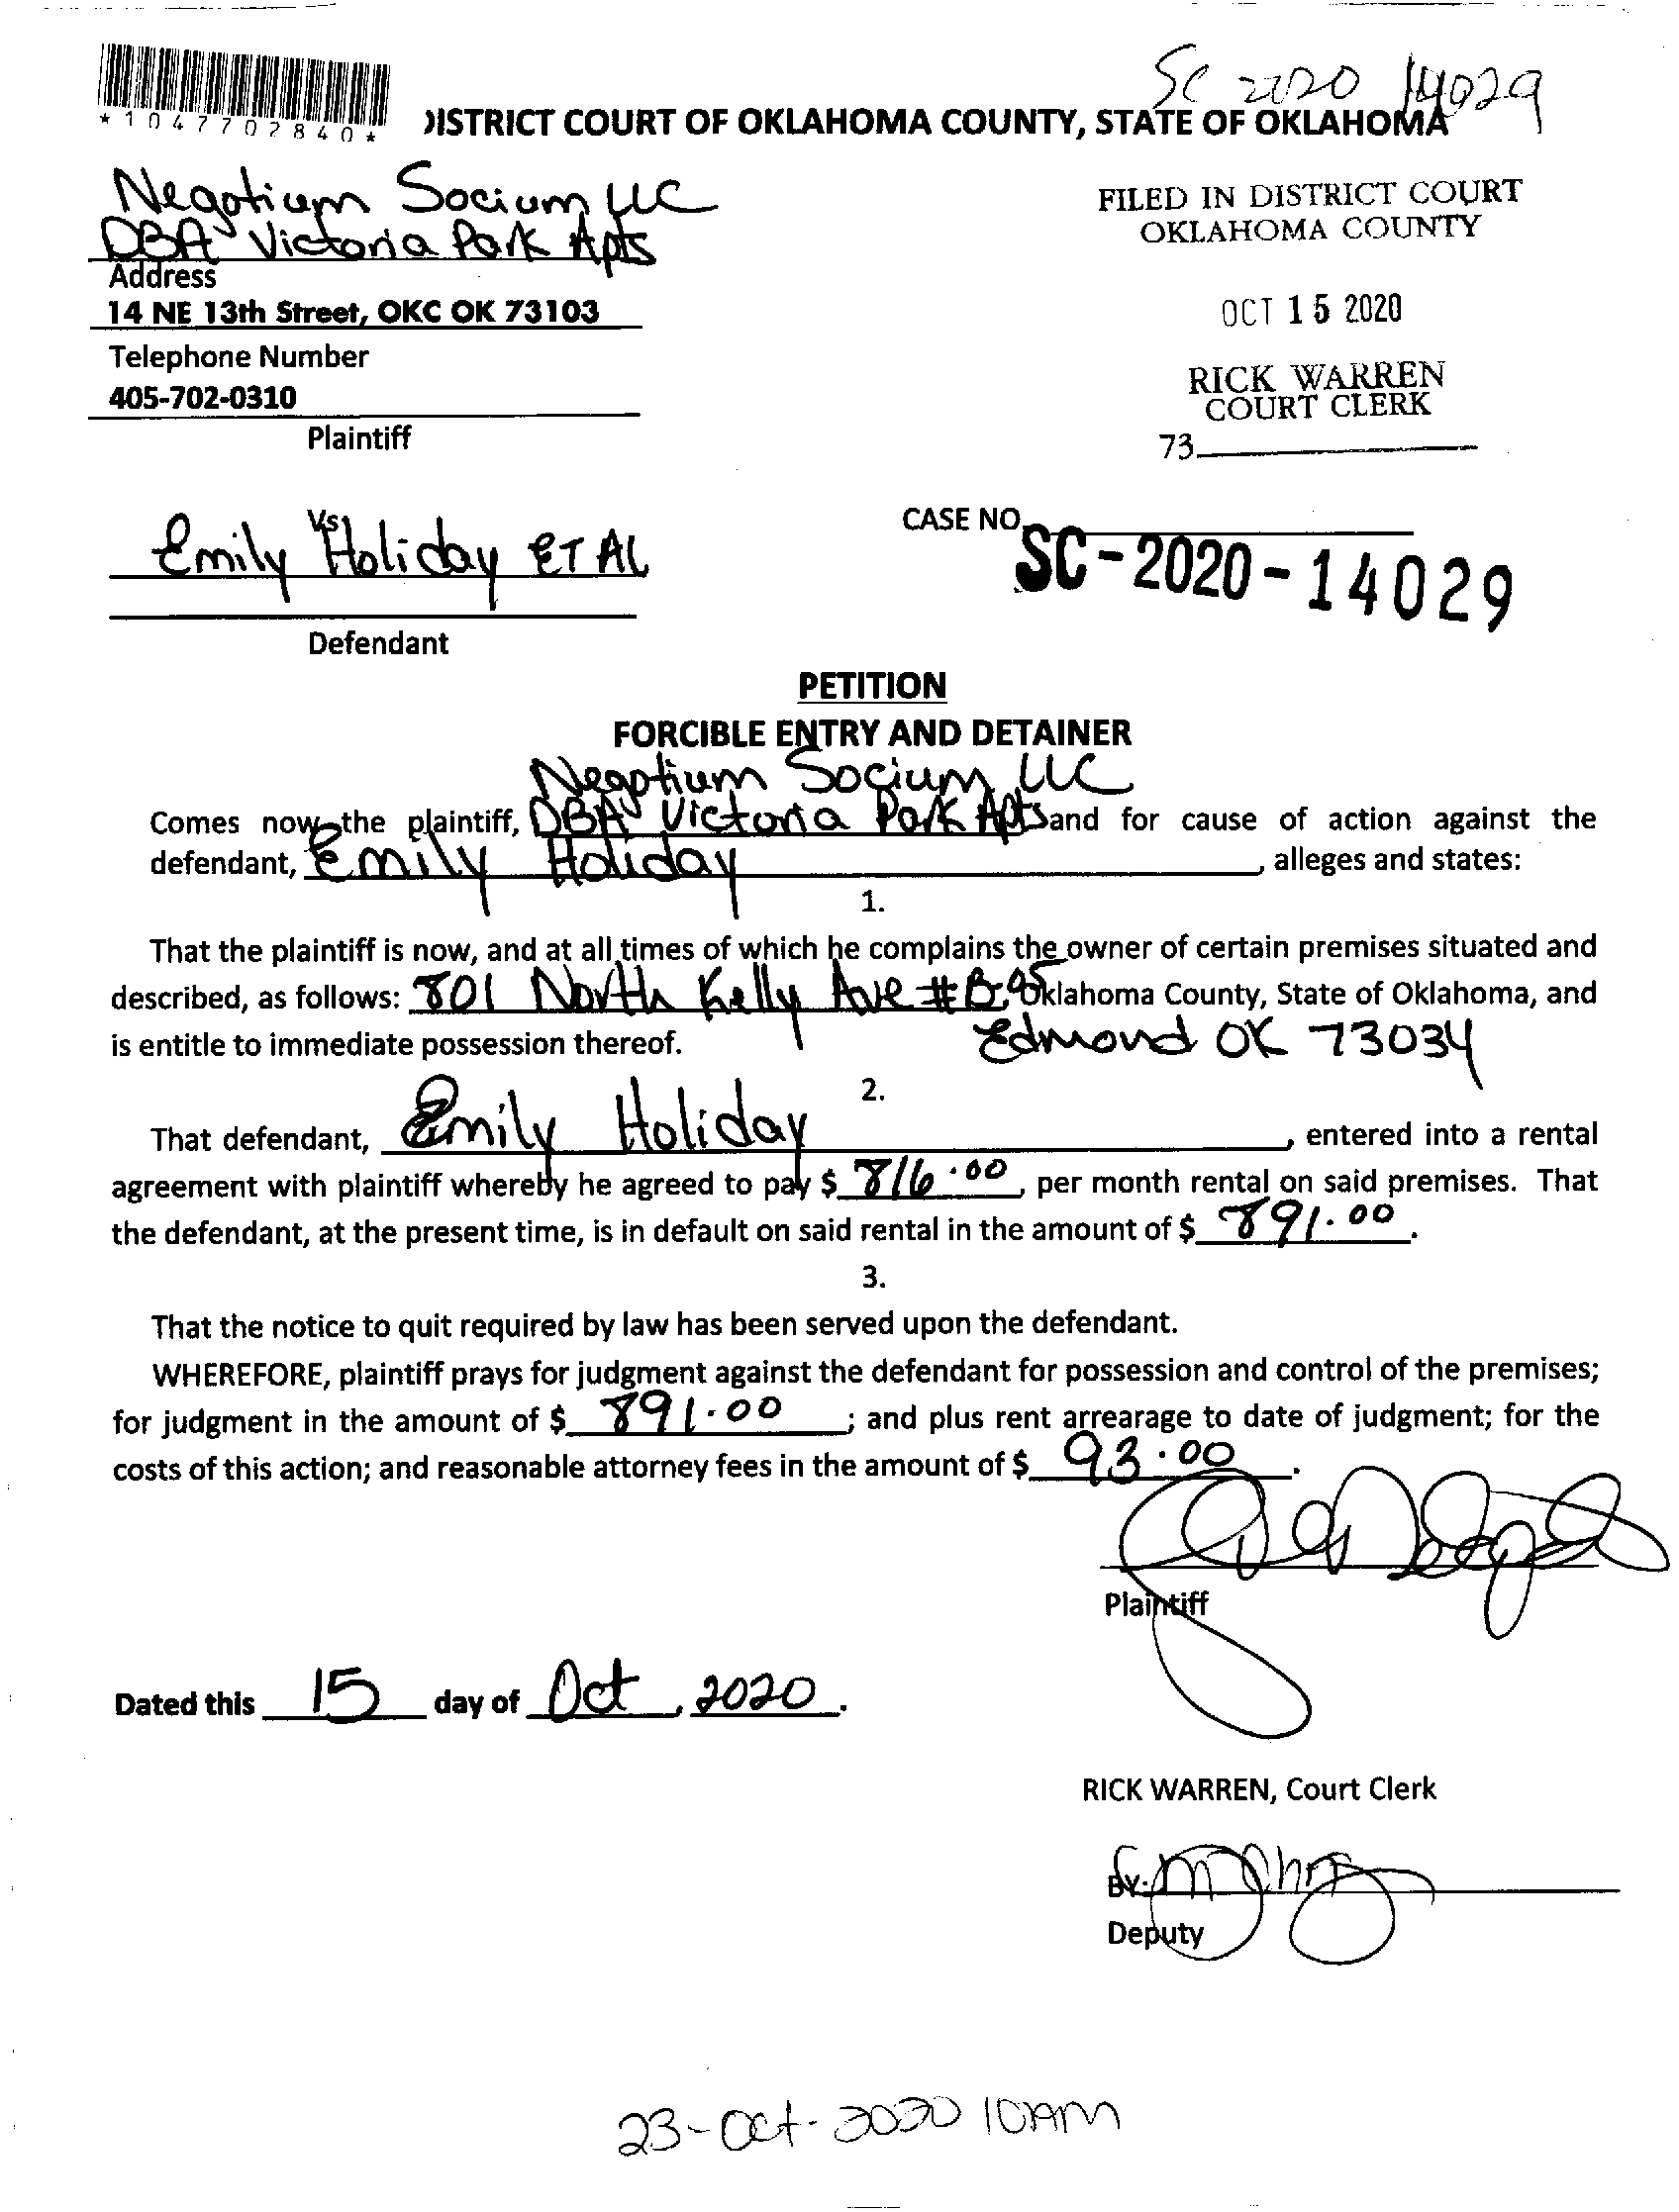 SC 2020 14029
*1047702840*
DISTRICT COURT OF OKLAHOMA COUNTY, STATE OF OKLAHOMA
Negotium Socium LLC
DBA Victoria Park Apts
Address
14 NE 13th Street, OKC OK 73103
Telephone Number
405-702-0310
Plaintiff
FILED IN DISTRICT COURT
OKLAHOMA COUNTY
OCT 15 2020
RICK WARREN
COURT CLERK
73
Vs
Emily Holiday ET AL
Defendant
CASE NO.
SC-2020-14029
PETITION
FORCIBLE ENTRY AND DETAINER
Negotium Socium LLC
Comes now the plaintiff, DBA Victoria Park Apts and for cause of action against the
defendant, Emily Holiday, alleges and states:
1.
That the plaintiff is now, and at all times of which he complains the owner of certain premises situated and
described, as follows: 801 North Kelly Ave # Oklahoma County, State of Oklahoma, and
is entitle to immediate possession thereof. Edmond OK 73034
2.
That defendant, Emily Holiday, entered into a rental
agreement with plaintiff whereby he agreed to pay $ 816.00, per month rental on said premises. That
the defendant, at the present time, is in default on said rental in the amount of $ 891.00.
3.
That the notice to quit required by law has been served upon the defendant.
WHEREFORE, plaintiff prays for judgment against the defendant for possession and control of the premises;
for judgment in the amount of $ 891.00; and plus rent arrearage to date of judgment; for the
costs of this action; and reasonable attorney fees in the amount of $ 93.00.
Plaintiff
Dated this 15 day of Oct, 2020.
RICK WARREN, Court Clerk
BY:
Deputy
23-Oct-2020 10AM